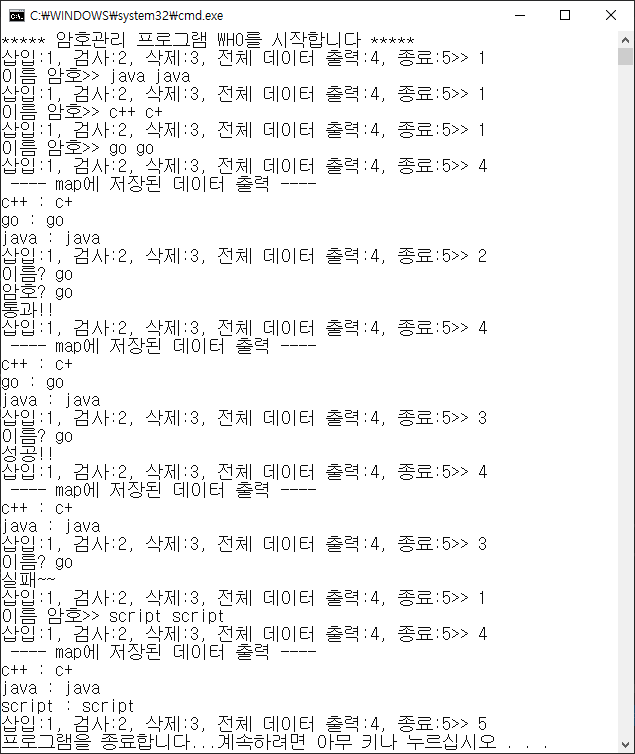 C:₩WINDOWS₩system32₩cmd.exe
***** 암호관리 프로그램 ₩WHO를 시작합니다 *****
삽입:1, 검사:2, 삭제:3, 전체 데이터 출력:4, 종료:5>> 1
이름 암호>> java java
삽입:1, 검사:2, 삭제:3, 전체 데이터 출력:4, 종료:5>> 1
이름 암호>> c++ c+
삽입:1, 검사:2, 삭제:3, 전체 데이터 출력:4, 종료:5>> 1
이름 암호>> go go
삽입:1, 검사:2, 삭제:3, 전체 데이터 출력:4, 종료:5>> 4
 ---- map에 저장된 데이터 출력 ----
c++ : c+
go : go
java : java
삽입:1, 검사:2, 삭제:3, 전체 데이터 출력:4, 종료:5>> 2
이름? go
암호? go
통과!!
삽입:1, 검사:2, 삭제:3, 전체 데이터 출력:4, 종료:5>> 4
 ---- map에 저장된 데이터 출력 ----
c++ : c+
go : go
java : java
삽입:1, 검사:2, 삭제:3, 전체 데이터 출력:4, 종료:5>> 3
이름? go
성공!!
삽입:1, 검사:2, 삭제:3, 전체 데이터 출력:4, 종료:5>> 4
 ---- map에 저장된 데이터 출력 ----
c++ : c+
java : java
삽입:1, 검사:2, 삭제:3, 전체 데이터 출력:4, 종료:5>> 3
이름? go
실패~~
삽입:1, 검사:2, 삭제:3, 전체 데이터 출력:4, 종료:5>> 1
이름 암호>> script script
삽입:1, 검사:2, 삭제:3, 전체 데이터 출력:4, 종료:5>> 4
 ---- map에 저장된 데이터 출력 ----
c++ : c+
java : java
script : script
삽입:1, 검사:2, 삭제:3, 전체 데이터 출력:4, 종료:5>> 5
프로그램을 종료합니다...계속하려면 아무 키나 누르십시오 . . .